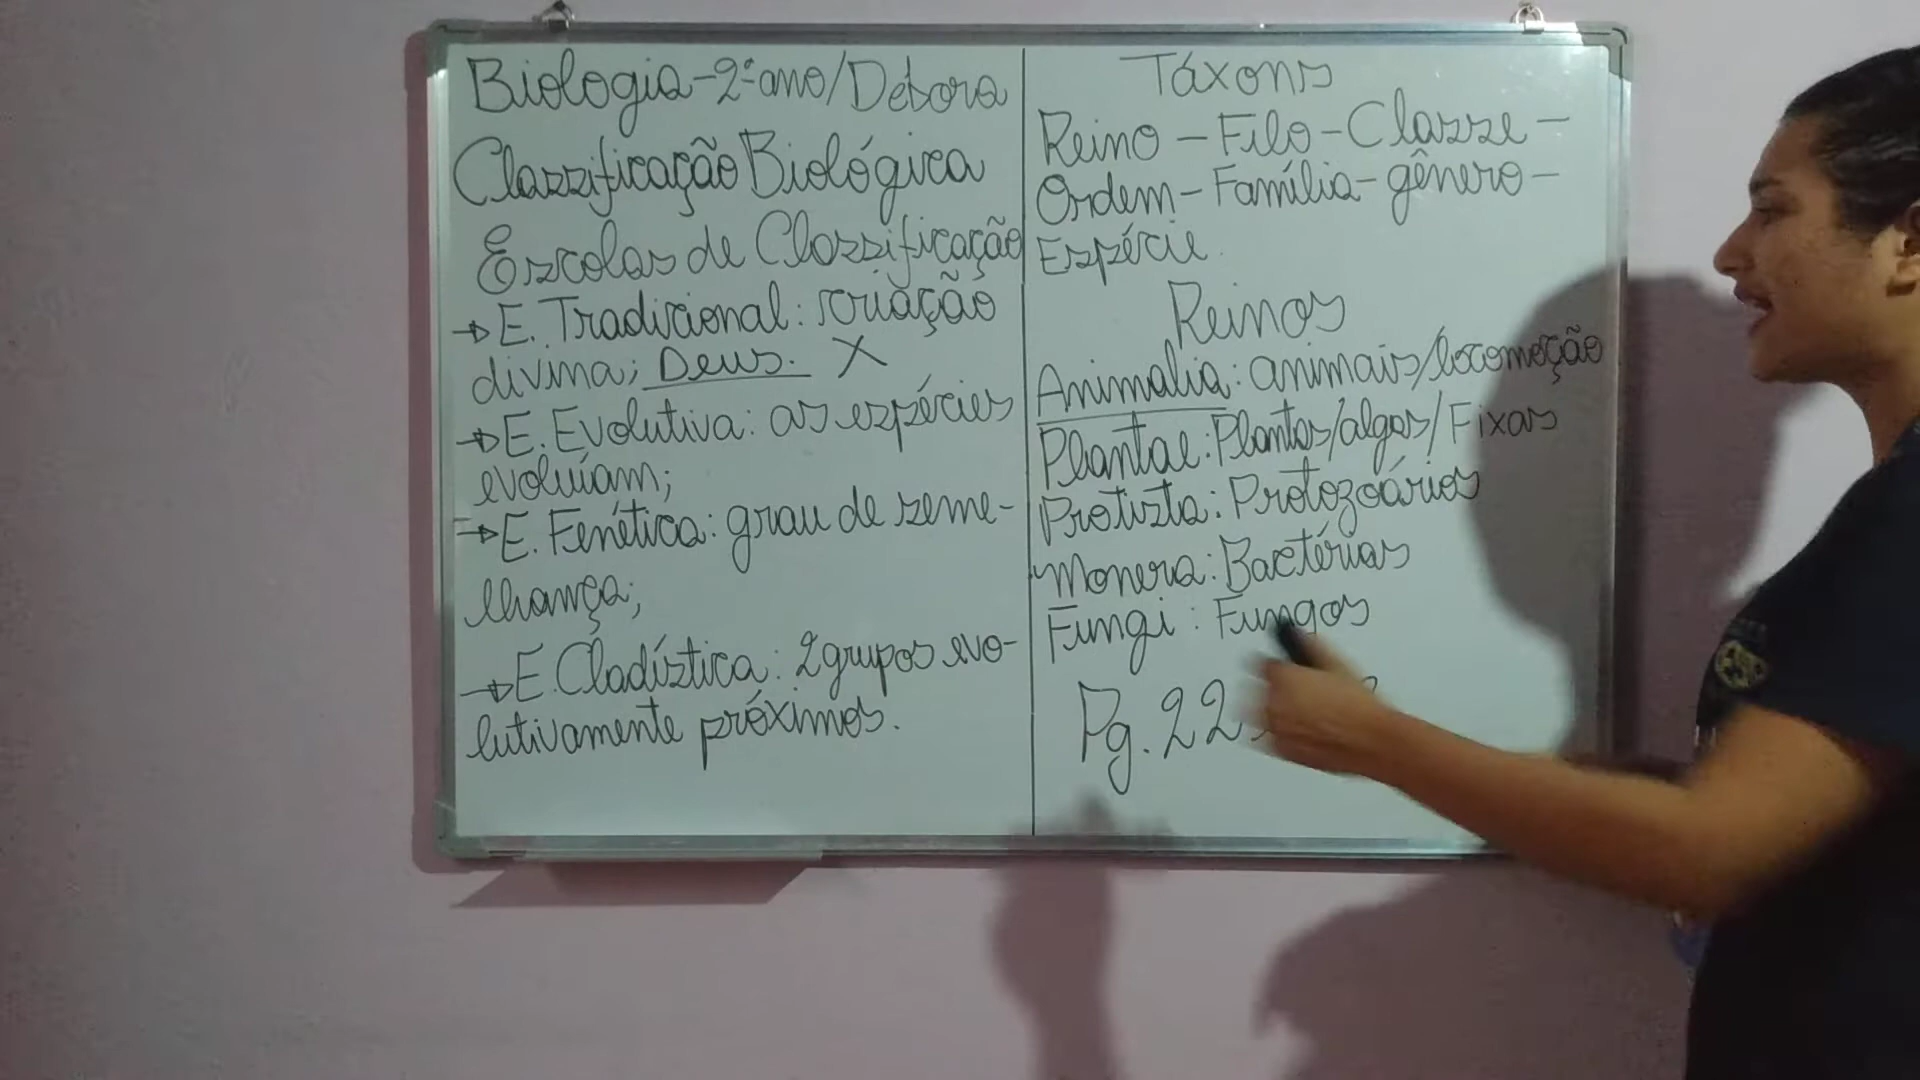 Biologia - 2º ano/Debora
Classificação Biológica
Escolas de Classificação
→ E. Tradicional: criação
divina; Deus. X
→ E. Evolutiva: as espécies
evoluíam;
→ E. Fenética: grau de seme-
lhança;
→ E. Cladística: 2 grupos evo-
lutivamente próximos.
Táxons
Reino - Filo - Classe -
Ordem - Família - gênero -
Espécie.
Reinos
Animalia: animais/locomoção
Plantae: Plantas/algas/Fixas
Protista: Protozoários
Monera: Bactérias
Fungi: Fungos
Pg. 22